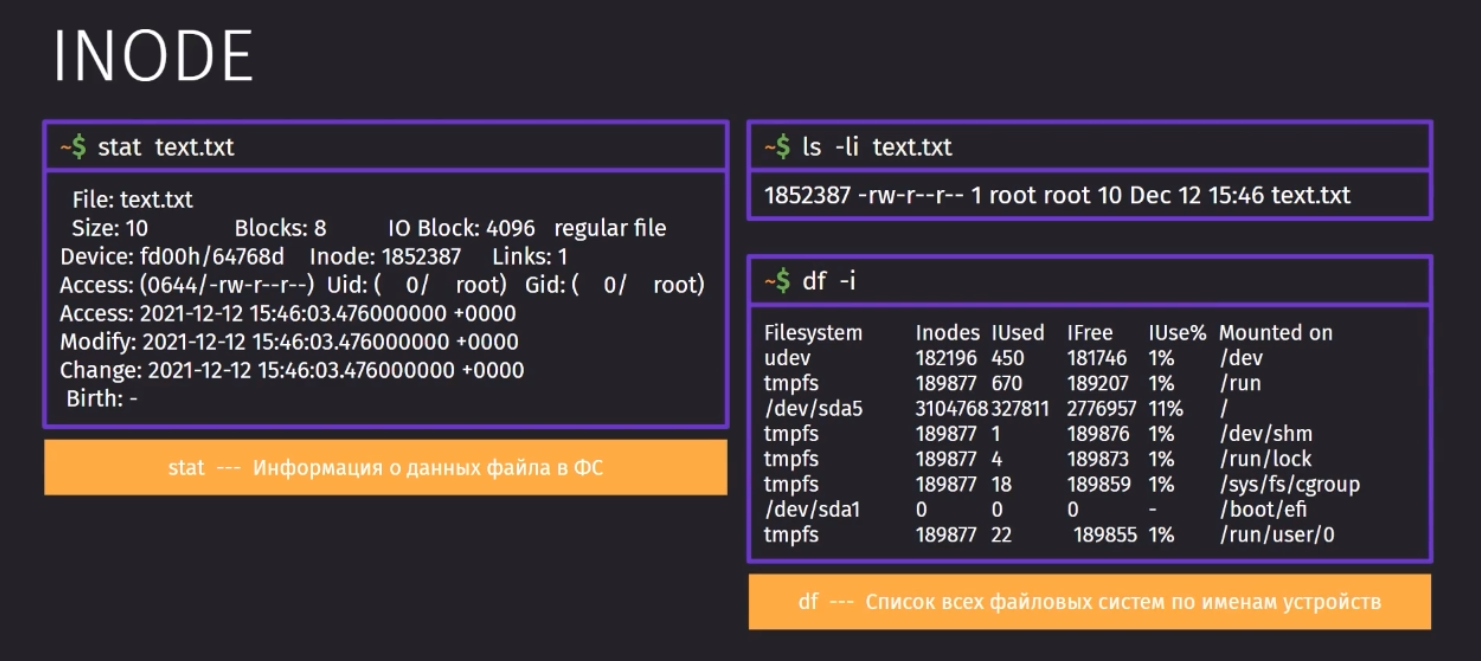 INODE
~$ stat text.txt
File: text.txt
Size: 10 Blocks: 8 IO Block: 4096 regular file
Device: fd00h/64768d Inode: 1852387 Links: 1
Access: (0644/-rw-r--r--) Uid: ( 0/ root) Gid: ( 0/ root)
Access: 2021-12-12 15:46:03.476000000 +0000
Modify: 2021-12-12 15:46:03.476000000 +0000
Change: 2021-12-12 15:46:03.476000000 +0000
Birth: -
stat --- Информация о данных файла в ФС
~$ ls -li text.txt
1852387 -rw-r--r-- 1 root root 10 Dec 12 15:46 text.txt
~$ df -i
Filesystem Inodes IUsed IFree IUse% Mounted on
udev 182196 450 181746 1% /dev
tmpfs 189877 670 189207 1% /run
/dev/sda5 3104768 327811 2776957 11% /
tmpfs 189877 1 189876 1% /dev/shm
tmpfs 189877 4 189873 1% /run/lock
tmpfs 189877 18 189859 1% /sys/fs/cgroup
/dev/sda1 0 0 0 - /boot/efi
tmpfs 189877 22 189855 1% /run/user/0
df --- Список всех файловых систем по именам устройств